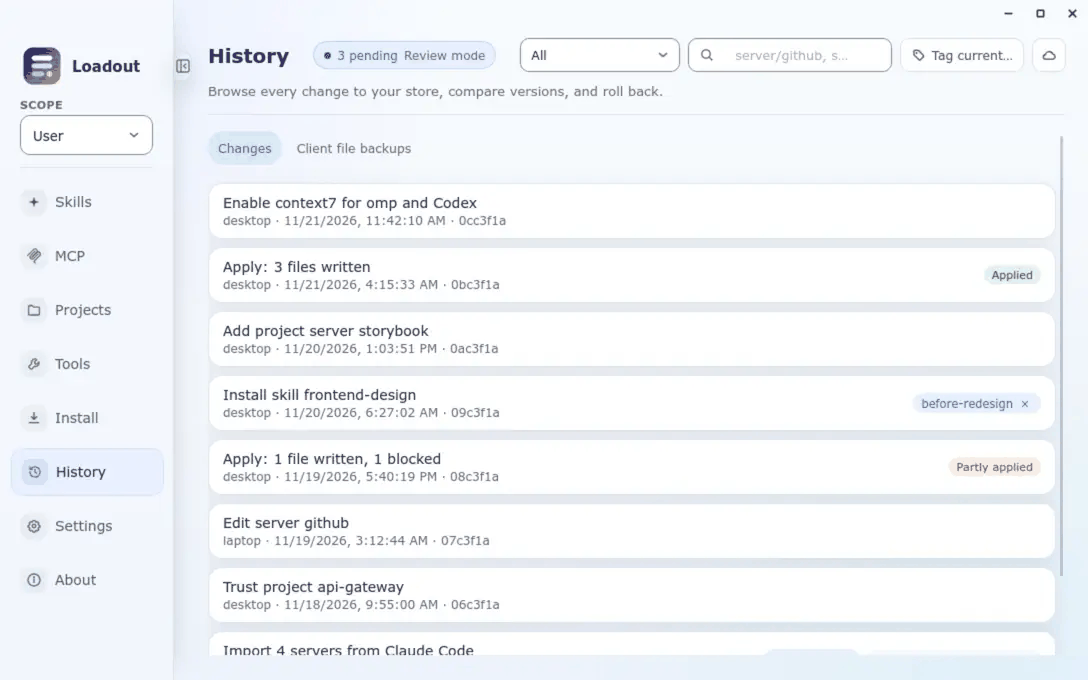 Loadout
SCOPE
User
Skills
MCP
Projects
Tools
Install
History
Settings
About
History
3 pending Review mode
All
server/github, s...
Tag current...
Browse every change to your store, compare versions, and roll back.
Changes
Client file backups
Enable context7 for omp and Codex
desktop · 11/21/2026, 11:42:10 AM · 0cc3f1a
Apply: 3 files written
desktop · 11/21/2026, 4:15:33 AM · 0bc3f1a
Applied
Add project server storybook
desktop · 11/20/2026, 1:03:51 PM · 0ac3f1a
Install skill frontend-design
desktop · 11/20/2026, 6:27:02 AM · 09c3f1a
before-redesign ×
Apply: 1 file written, 1 blocked
desktop · 11/19/2026, 5:40:19 PM · 08c3f1a
Partly applied
Edit server github
laptop · 11/19/2026, 3:12:44 AM · 07c3f1a
Trust project api-gateway
desktop · 11/18/2026, 9:55:00 AM · 06c3f1a
Import 4 servers from Claude Code